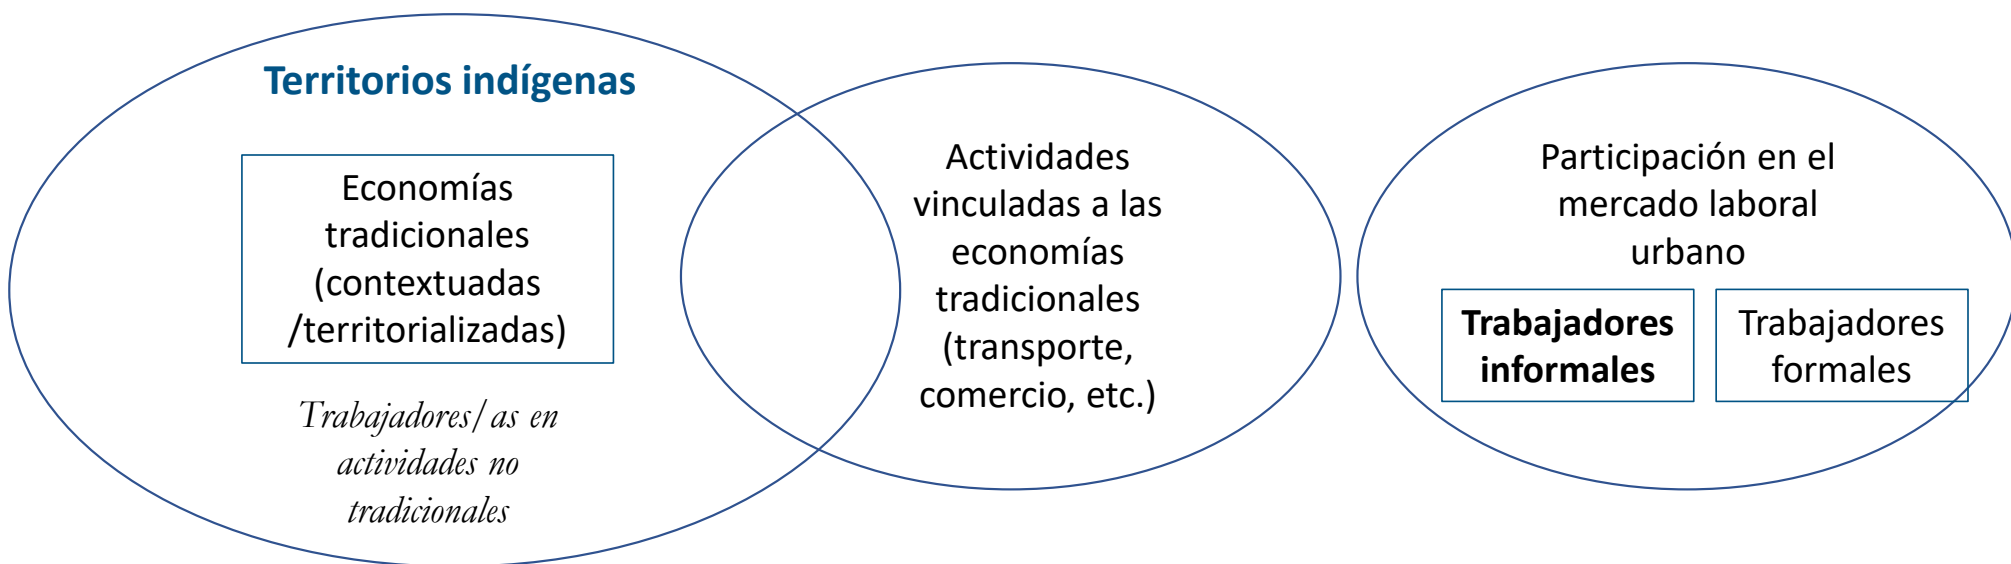 Territorios indígenas
Economías
tradicionales
(contextuadas
/territorializadas)
Trabajadores/as en
actividades no
tradicionales
Actividades
vinculadas a las
economías
tradicionales
(transporte,
comercio, etc.)
Participación en el
mercado laboral
urbano
Trabajadores
informales
Trabajadores
formales